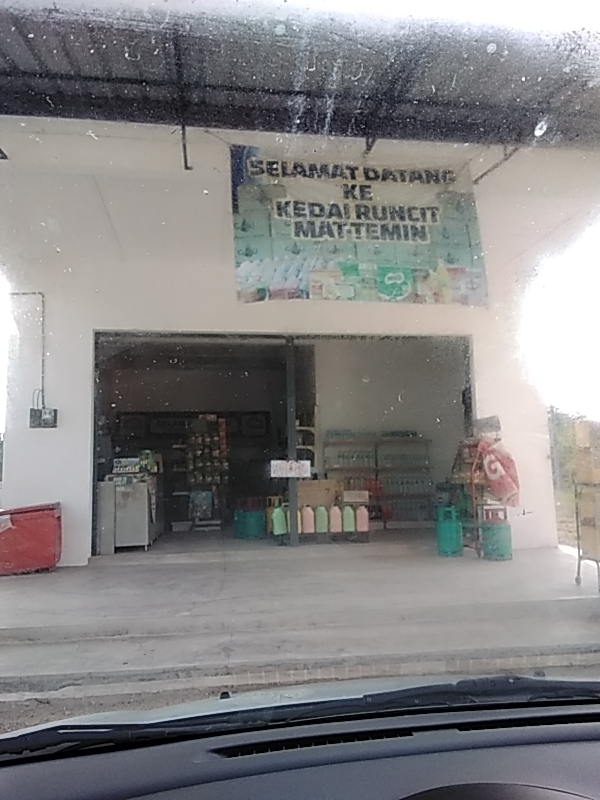 SELAMAT DATANG
KE
KEDAI RUNCIT
MAT TEMIN